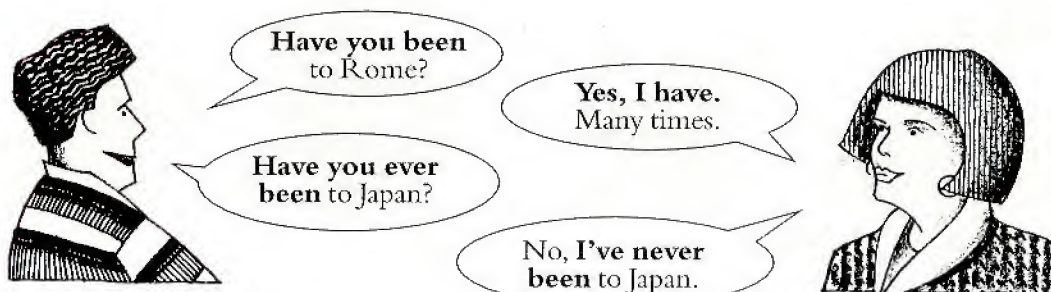 Have you been
to Rome?
Yes, I have.
Many times.
Have you ever
been to Japan?
No, I've never
been to Japan.